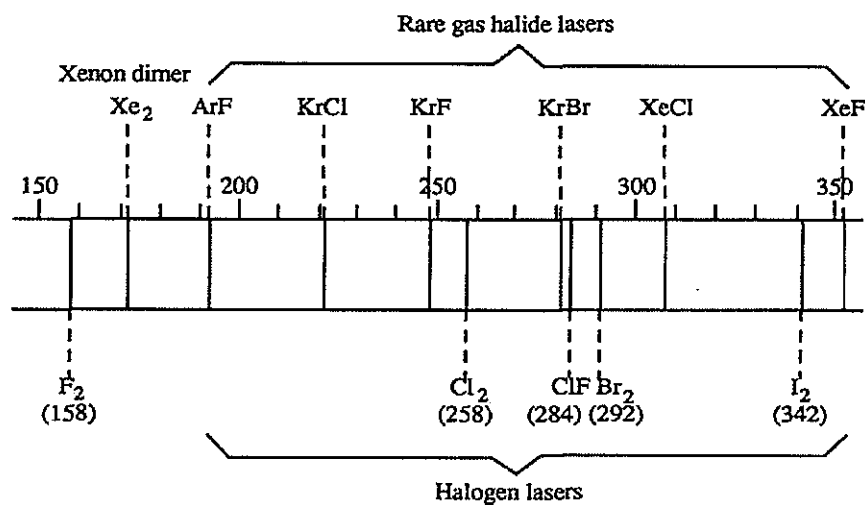 Rare gas halide lasers
Xenon dimer
Xe₂ ArF KrCl KrF KrBr XeCl XeF
150 200 250 300 350
F₂ Cl₂ ClF Br₂ I₂
(158) (258) (284) (292) (342)
Halogen lasers